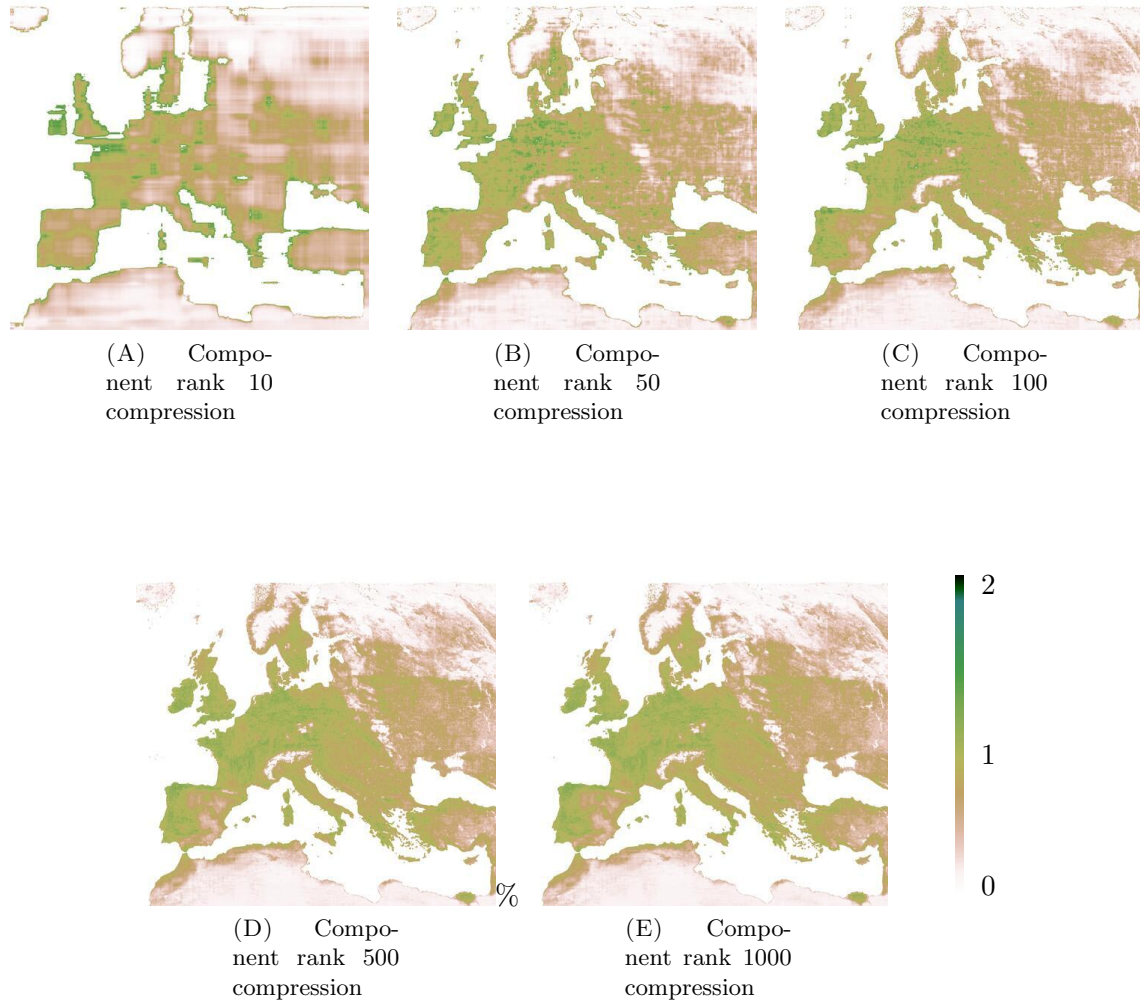 (A) Compo-
nent rank 10
compression
(B) Compo-
nent rank 50
compression
(C) Compo-
nent rank 100
compression
2
1
0
%
(D) Compo-
nent rank 500
compression
(E) Compo-
nent rank 1000
compression